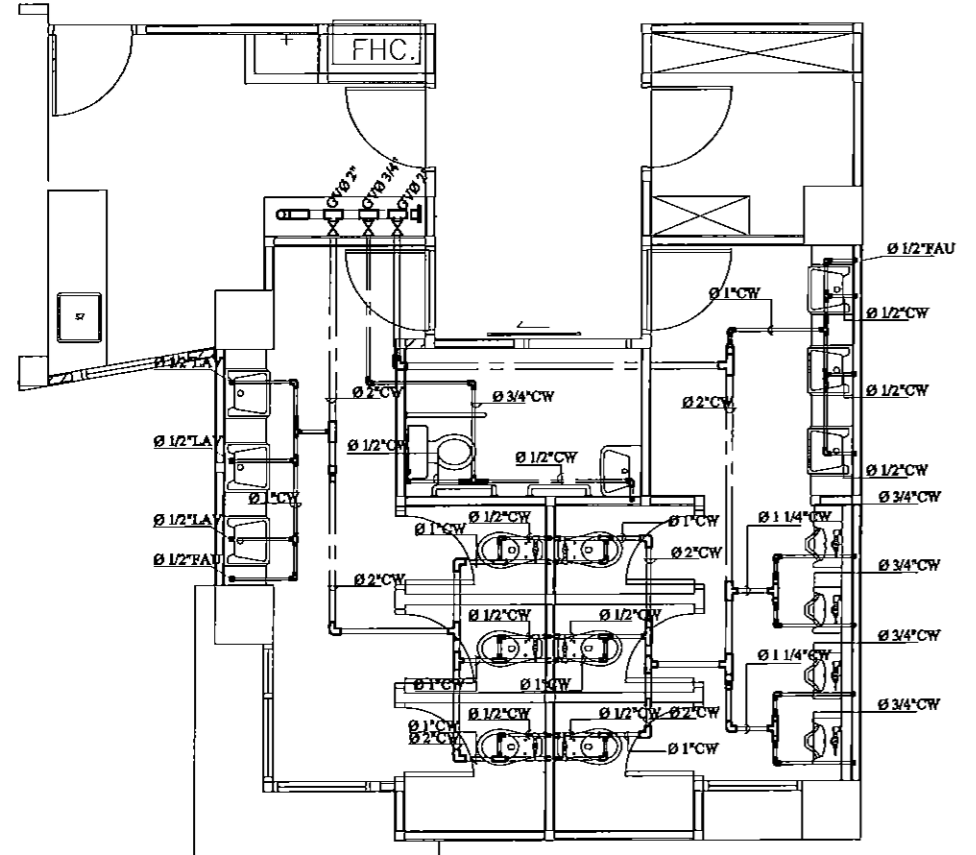 FHC.
GVØ 2"
GVØ 3/4"
GVØ 2"
Ø 1/2"FAU
Ø 1"CW
Ø 1/2"CW
Ø 1/2"LAV
Ø 2"CW
Ø 3/4"CW
Ø 2"CW
Ø 1/2"CW
Ø 1/2"LAV
Ø 1/2"CW
Ø 1/2"CW
Ø 1/2"CW
Ø 1"CW
Ø 3/4"CW
Ø 1/2"LAV
Ø 1"CW
Ø 1/2"CW
Ø 1/2"CW
Ø 1"CW
Ø 1 1/4"CW
Ø 1/2"FAU
Ø 2"CW
Ø 3/4"CW
Ø 2"CW
Ø 1/2"CW
Ø 1/2"CW
Ø 3/4"CW
Ø 1 1/4"CW
Ø 1"CW
Ø 1"CW
Ø 3/4"CW
Ø 1"CW
Ø 1/2"CW
Ø 1/2"CW
Ø 2"CW
Ø 2"CW
Ø 1"CW